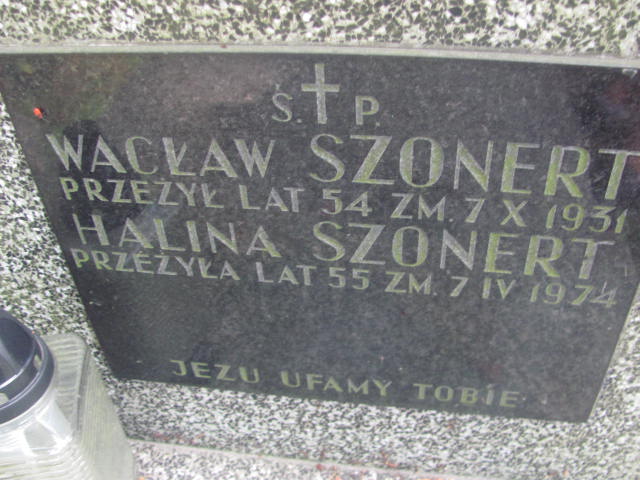 Ś. P.
WACŁAW SZONERT
PRZEŻYŁ LAT 54 ZM. 7 X 1931
HALINA SZONERT
PRZEŻYŁA LAT 55 ZM. 7 IV 1974
JEZU UFAMY TOBIE